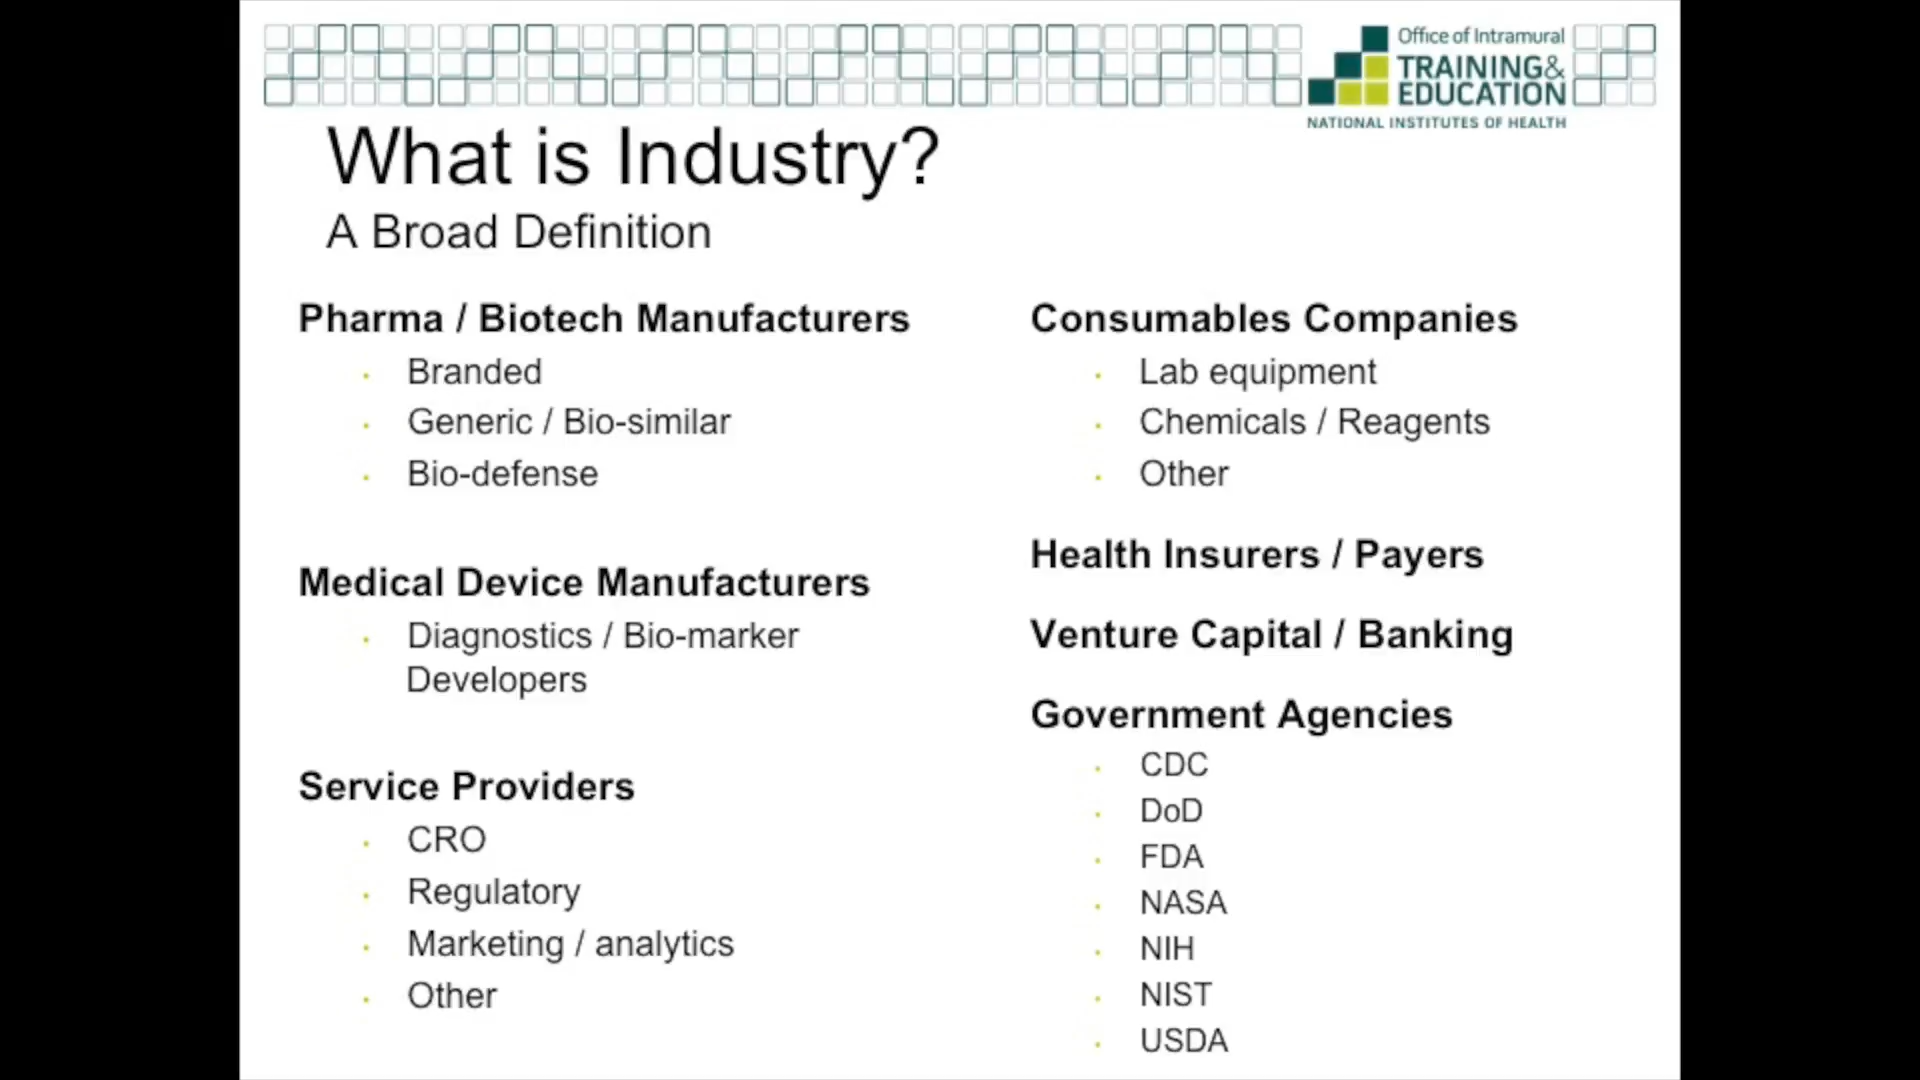 Office of Intramural
TRAINING&
EDUCATION
NATIONAL INSTITUTES OF HEALTH
What is Industry?
A Broad Definition
Pharma / Biotech Manufacturers
· Branded
· Generic / Bio-similar
· Bio-defense
Medical Device Manufacturers
· Diagnostics / Bio-marker
Developers
Service Providers
· CRO
· Regulatory
· Marketing / analytics
· Other
Consumables Companies
· Lab equipment
· Chemicals / Reagents
· Other
Health Insurers / Payers
Venture Capital / Banking
Government Agencies
· CDC
· DoD
· FDA
· NASA
· NIH
· NIST
· USDA